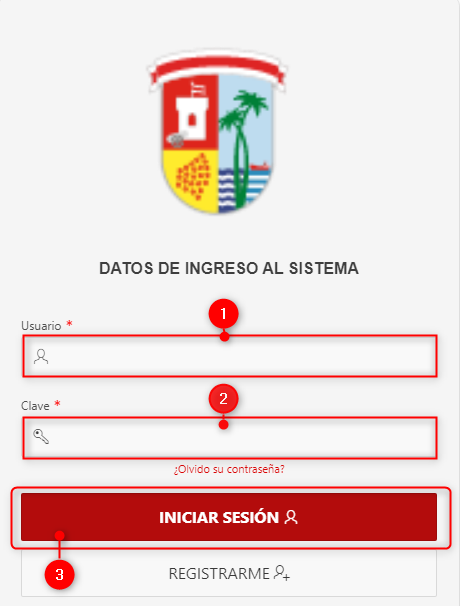 DATOS DE INGRESO AL SISTEMA
1
Usuario *
2
Clave *
¿Olvido su contraseña?
INICIAR SESIÓN
3
REGISTRARME